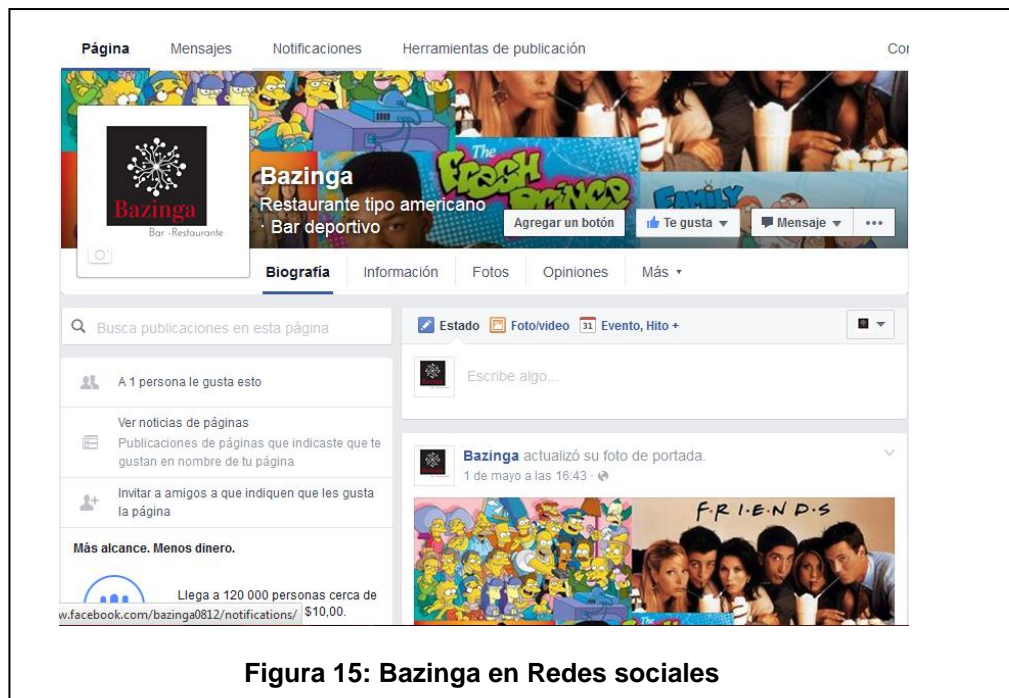 Página Mensajes Notificaciones Herramientas de publicación
The
Fresh
Prince
FAMILY
Bazinga
Bar -Restaurante
Bazinga
Restaurante tipo americano
· Bar deportivo
Agregar un botón Te gusta Mensaje
Biografía Información Fotos Opiniones Más
Busca publicaciones en esta página
A 1 persona le gusta esto
Ver noticias de páginas
Publicaciones de páginas que indicaste que te
gustan en nombre de tu página
Invitar a amigos a que indiquen que les gusta
la página
Más alcance. Menos dinero.
Llega a 120 000 personas cerca de
$10,00.
w.facebook.com/bazinga0812/notifications/
Estado Foto/video 31 Evento, Hito +
Escribe algo...
Bazinga actualizó su foto de portada.
1 de mayo a las 16:43 ·
F·R·I·E·N·D·S
Figura 15: Bazinga en Redes sociales